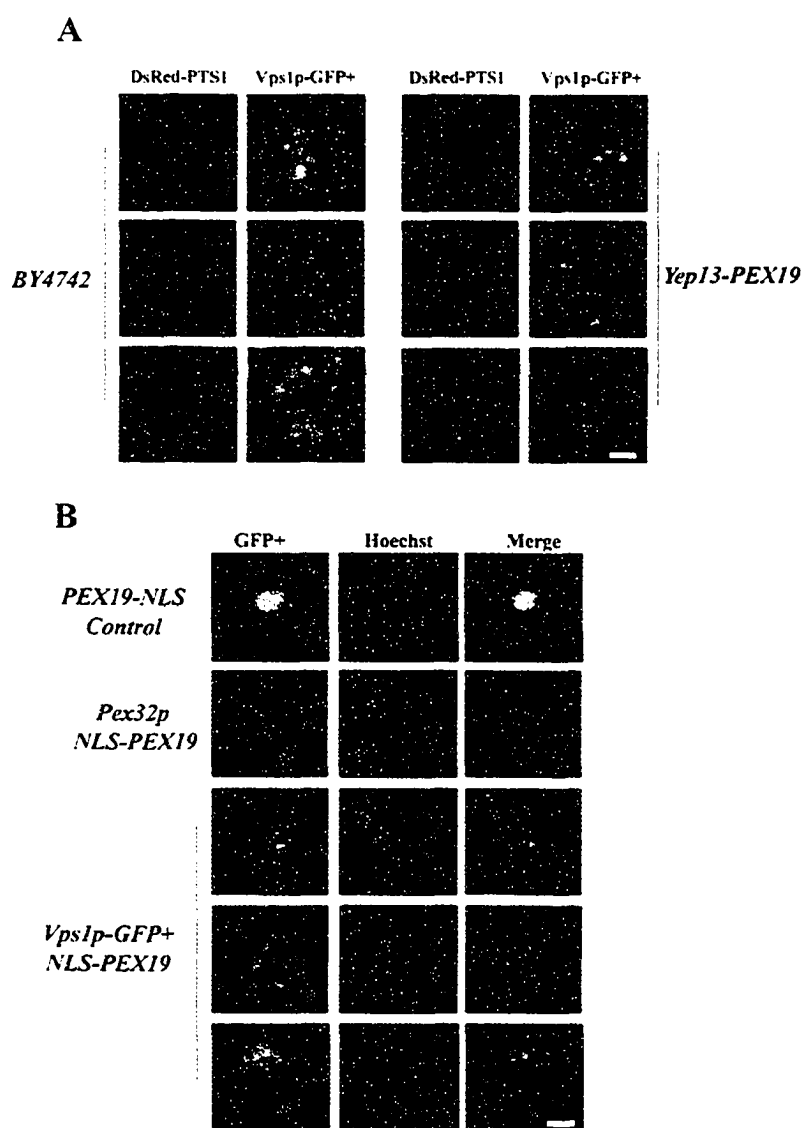 A
DsRed-PTS1 Vps1p-GFP+ DsRed-PTS1 Vps1p-GFP+
BY4742
Yep13-PEX19
B
GFP+ Hoechst Merge
PEX19-NLS
Control
Pex32p
NLS-PEX19
Vps1p-GFP+
NLS-PEX19